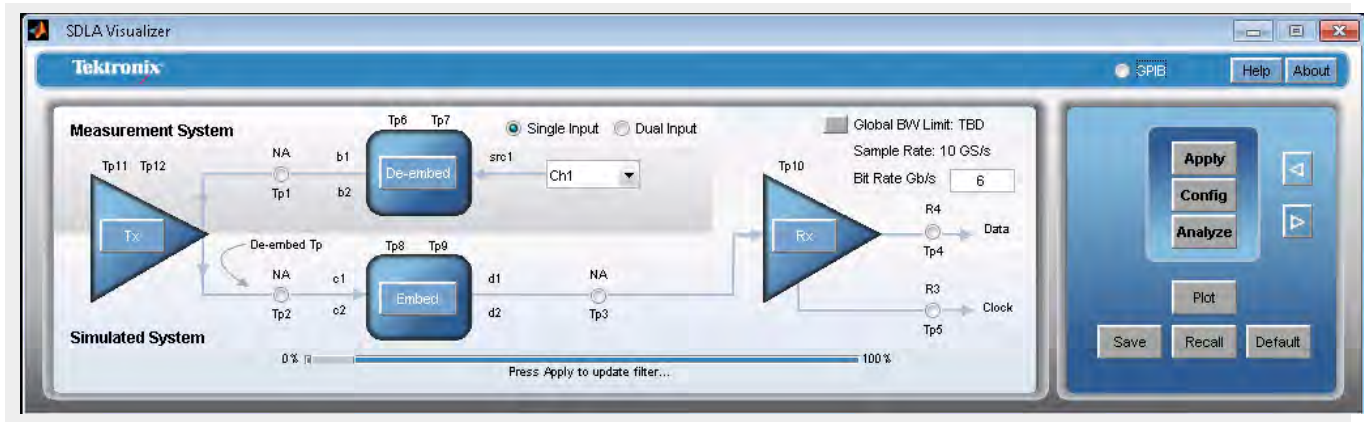 SDLA Visualizer
Tektronix
GPIB
Help
About
Measurement System
Tp6 Tp7
Single Input
Dual Input
Global BW Limit: TBD
Sample Rate: 10 GS/s
Bit Rate Gb/s
6
Tp11 Tp12
NA
Tp1
b1
b2
De-embed
src1
Ch1
Tp10
Tx
Rx
R4
Tp4
Data
De-embed Tp
NA
Tp2
c1
c2
Tp8 Tp9
Embed
d1
d2
NA
Tp3
R3
Tp5
Clock
Simulated System
0%
100%
Press Apply to update filter...
Apply
Config
Analyze
Plot
Save
Recall
Default